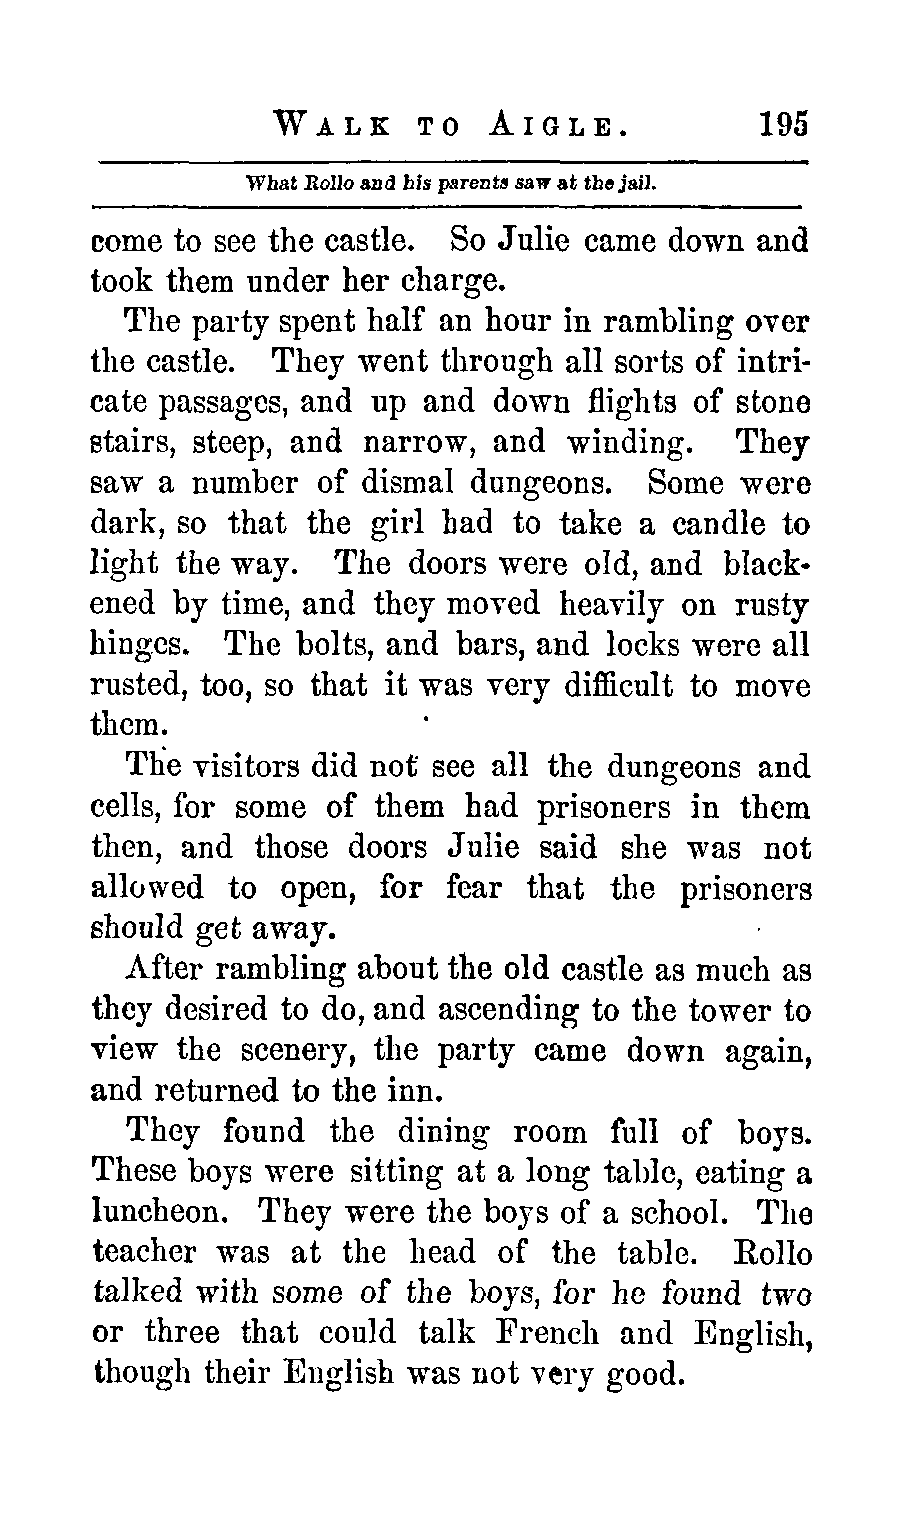 WALK TO AIGLE. 195
What Rollo and his parents saw at the jail.
come to see the castle. So Julie came down and
took them under her charge.
The party spent half an hour in rambling over
the castle. They went through all sorts of intri-
cate passages, and up and down flights of stone
stairs, steep, and narrow, and winding. They
saw a number of dismal dungeons. Some were
dark, so that the girl had to take a candle to
light the way. The doors were old, and black-
ened by time, and they moved heavily on rusty
hinges. The bolts, and bars, and locks were all
rusted, too, so that it was very difficult to move
them.
The visitors did not see all the dungeons and
cells, for some of them had prisoners in them
then, and those doors Julie said she was not
allowed to open, for fear that the prisoners
should get away.
After rambling about the old castle as much as
they desired to do, and ascending to the tower to
view the scenery, the party came down again,
and returned to the inn.
They found the dining room full of boys.
These boys were sitting at a long table, eating a
luncheon. They were the boys of a school. The
teacher was at the head of the table. Rollo
talked with some of the boys, for he found two
or three that could talk French and English,
though their English was not very good.